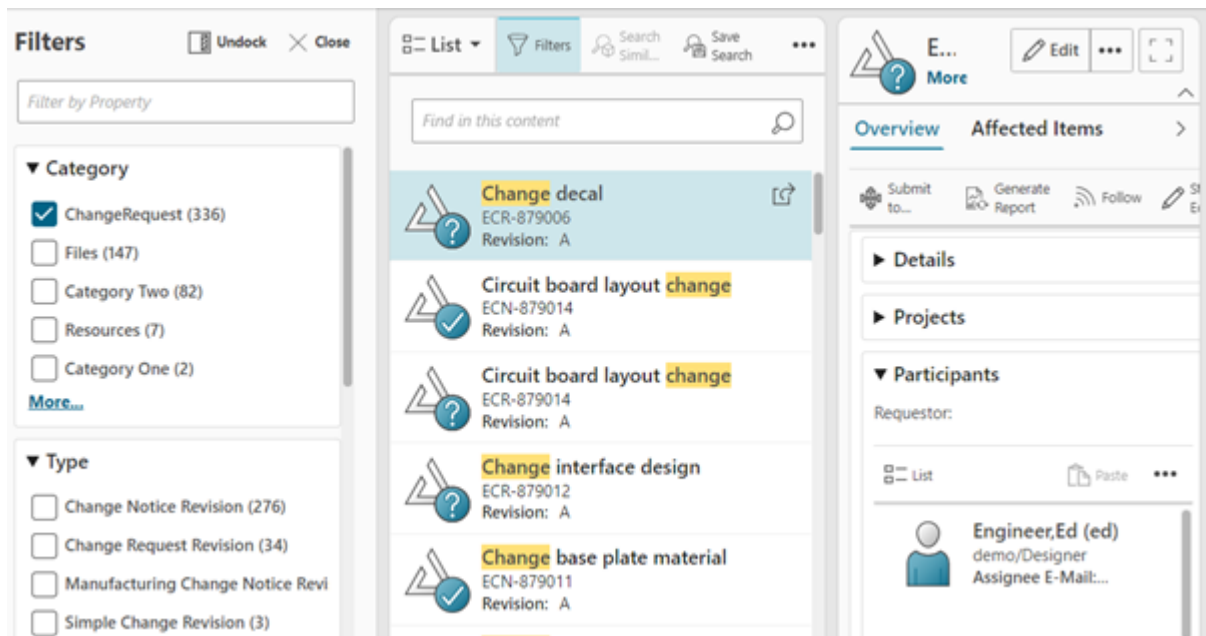 Filters
Undock
Close
Filter by Property
Category
ChangeRequest (336)
Files (147)
Category Two (82)
Resources (7)
Category One (2)
More...
Type
Change Notice Revision (276)
Change Request Revision (34)
Manufacturing Change Notice Revi
Simple Change Revision (3)
List
Filters
Search
Simil...
Save
Search
Find in this content
Change decal
ECR-879006
Revision: A
Circuit board layout change
ECN-879014
Revision: A
Circuit board layout change
ECR-879014
Revision: A
Change interface design
ECR-879012
Revision: A
Change base plate material
ECN-879011
Revision: A
E...
More
Edit
Overview
Affected Items
Submit
to...
Generate
Report
Follow
Details
Projects
Participants
Requestor:
List
Paste
Engineer,Ed (ed)
demo/Designer
Assignee E-Mail:...